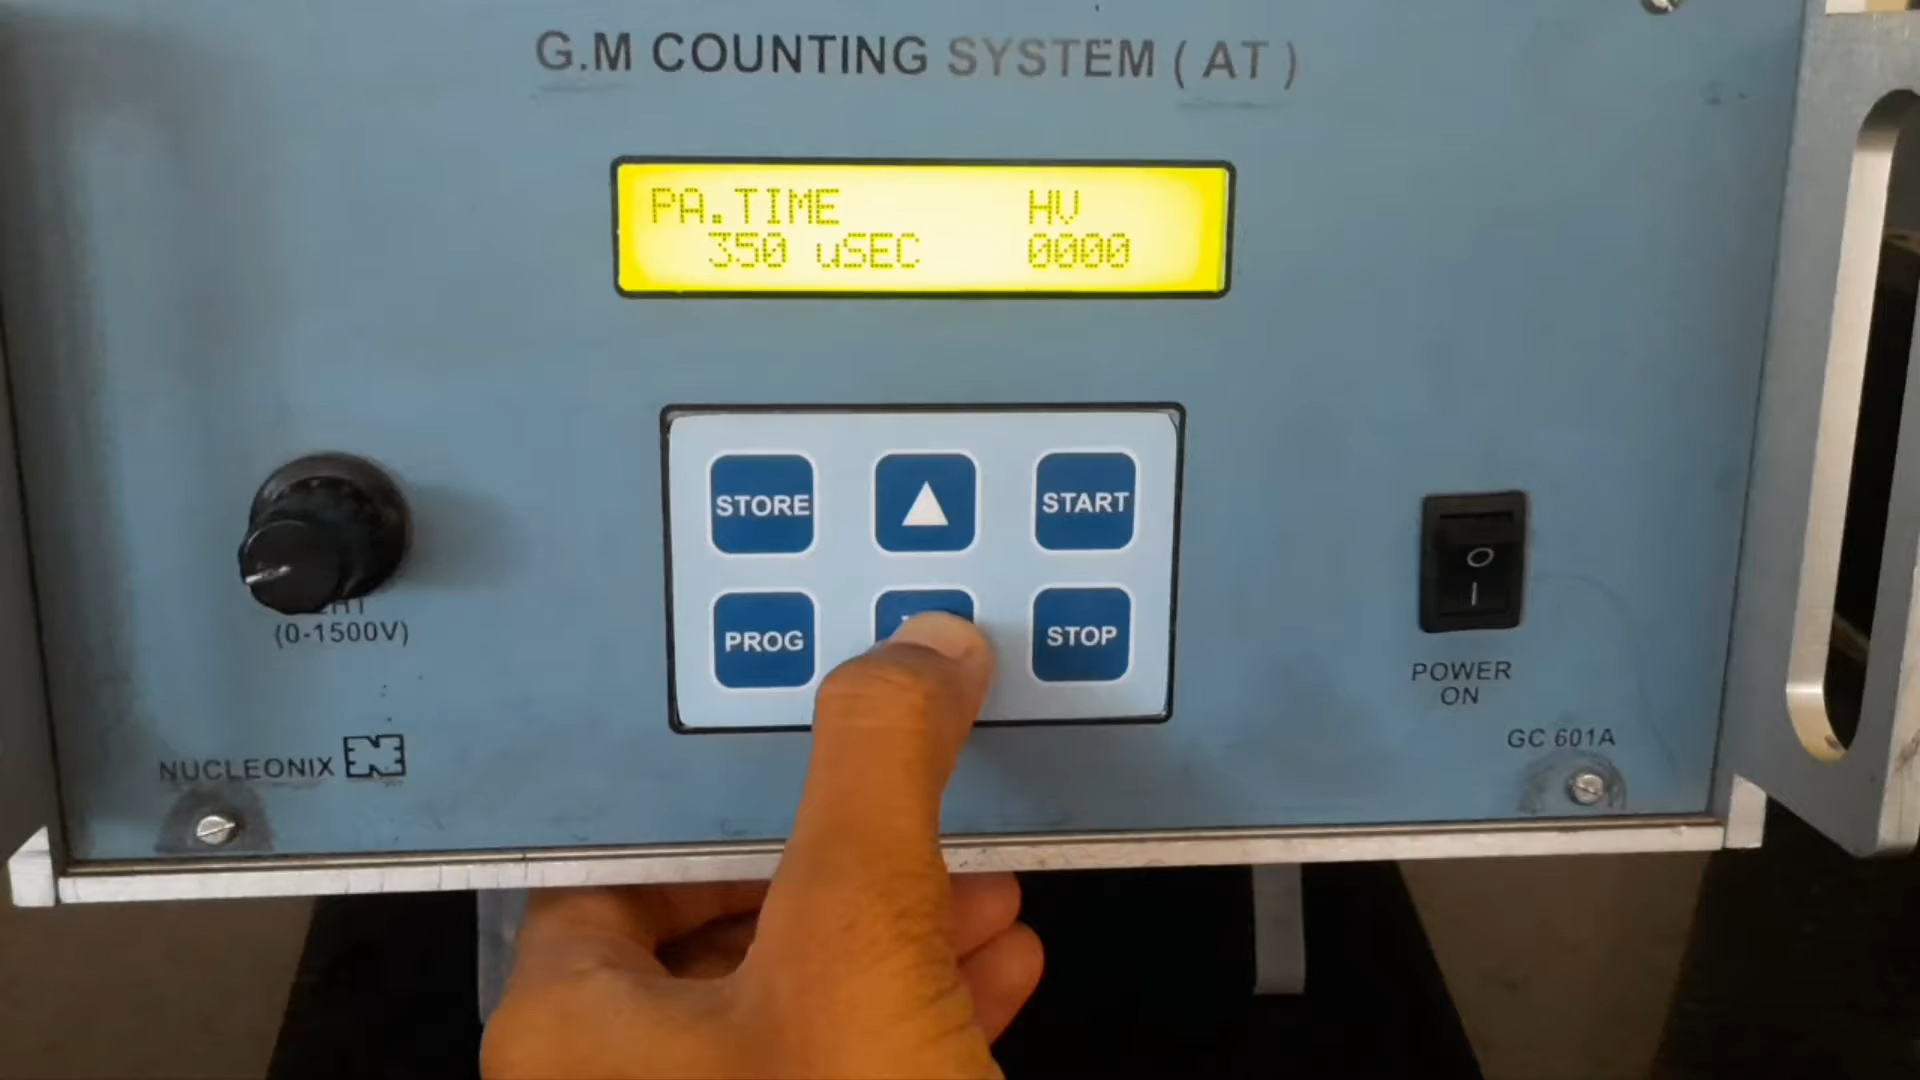 G.M COUNTING SYSTEM ( AT )
PA.TIME HV
350 uSEC 0000
STORE
START
PROG
STOP
(0-1500V)
O
I
POWER
ON
NUCLEONIX
GC 601A